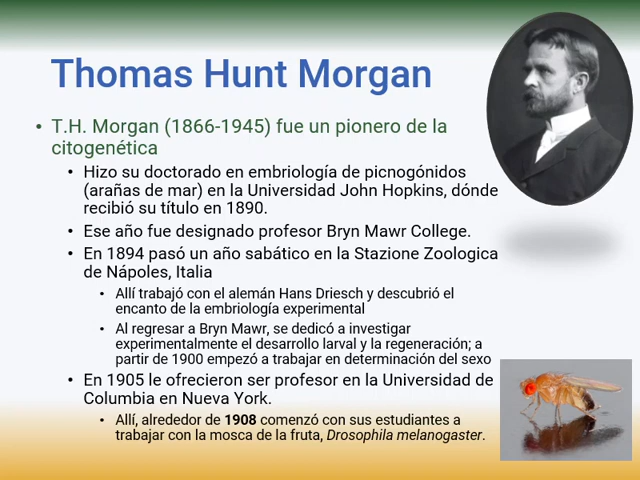 Thomas Hunt Morgan
• T.H. Morgan (1866-1945) fue un pionero de la
citogenética
• Hizo su doctorado en embriología de picnogónidos
(arañas de mar) en la Universidad John Hopkins, dónde
recibió su título en 1890.
• Ese año fue designado profesor Bryn Mawr College.
• En 1894 pasó un año sabático en la Stazione Zoologica
de Nápoles, Italia
• Allí trabajó con el alemán Hans Driesch y descubrió el
encanto de la embriología experimental
• Al regresar a Bryn Mawr, se dedicó a investigar
experimentalmente el desarrollo larval y la regeneración; a
partir de 1900 empezó a trabajar en determinación del sexo
• En 1905 le ofrecieron ser profesor en la Universidad de
Columbia en Nueva York.
• Allí, alrededor de 1908 comenzó con sus estudiantes a
trabajar con la mosca de la fruta, Drosophila melanogaster.